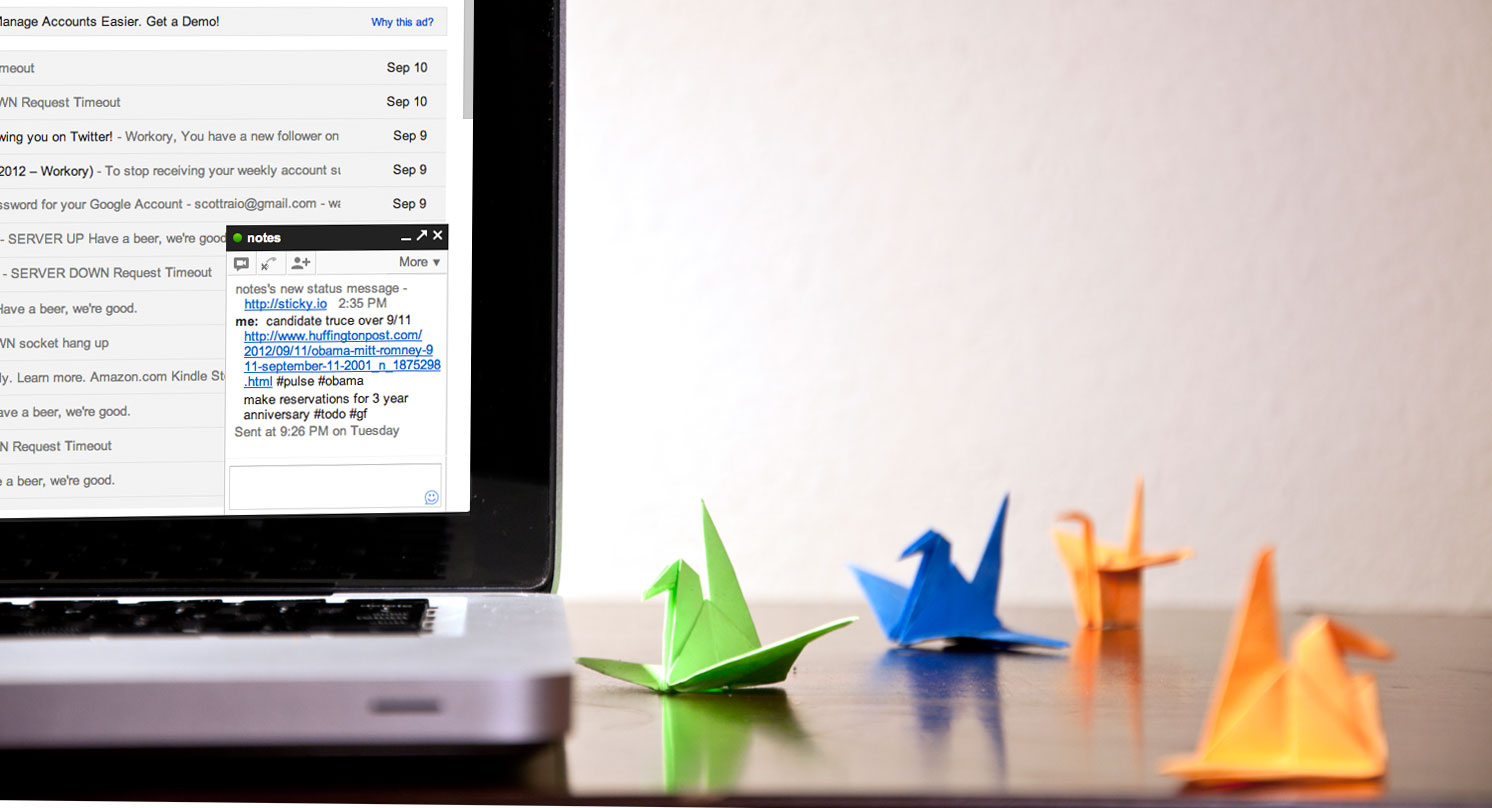 Manage Accounts Easier. Get a Demo! Why this ad?
meout Sep 10
WN Request Timeout Sep 10
wing you on Twitter! - Workory, You have a new follower on Sep 9
2012 – Workory) - To stop receiving your weekly account su Sep 9
ssword for your Google Account - scottraio@gmail.com - wa Sep 9
- SERVER UP Have a beer, we're good
- SERVER DOWN Request Timeout
Have a beer, we're good.
WN socket hang up
ly. Learn more. Amazon.com Kindle St
ave a beer, we're good.
N Request Timeout
e a beer, we're good.
notes
More
notes's new status message -
http://sticky.io 2:35 PM
me: candidate truce over 9/11
http://www.huffingtonpost.com/
2012/09/11/obama-mitt-romney-9
11-september-11-2001_n_1875298
.html #pulse #obama
make reservations for 3 year
anniversary #todo #gf
Sent at 9:26 PM on Tuesday